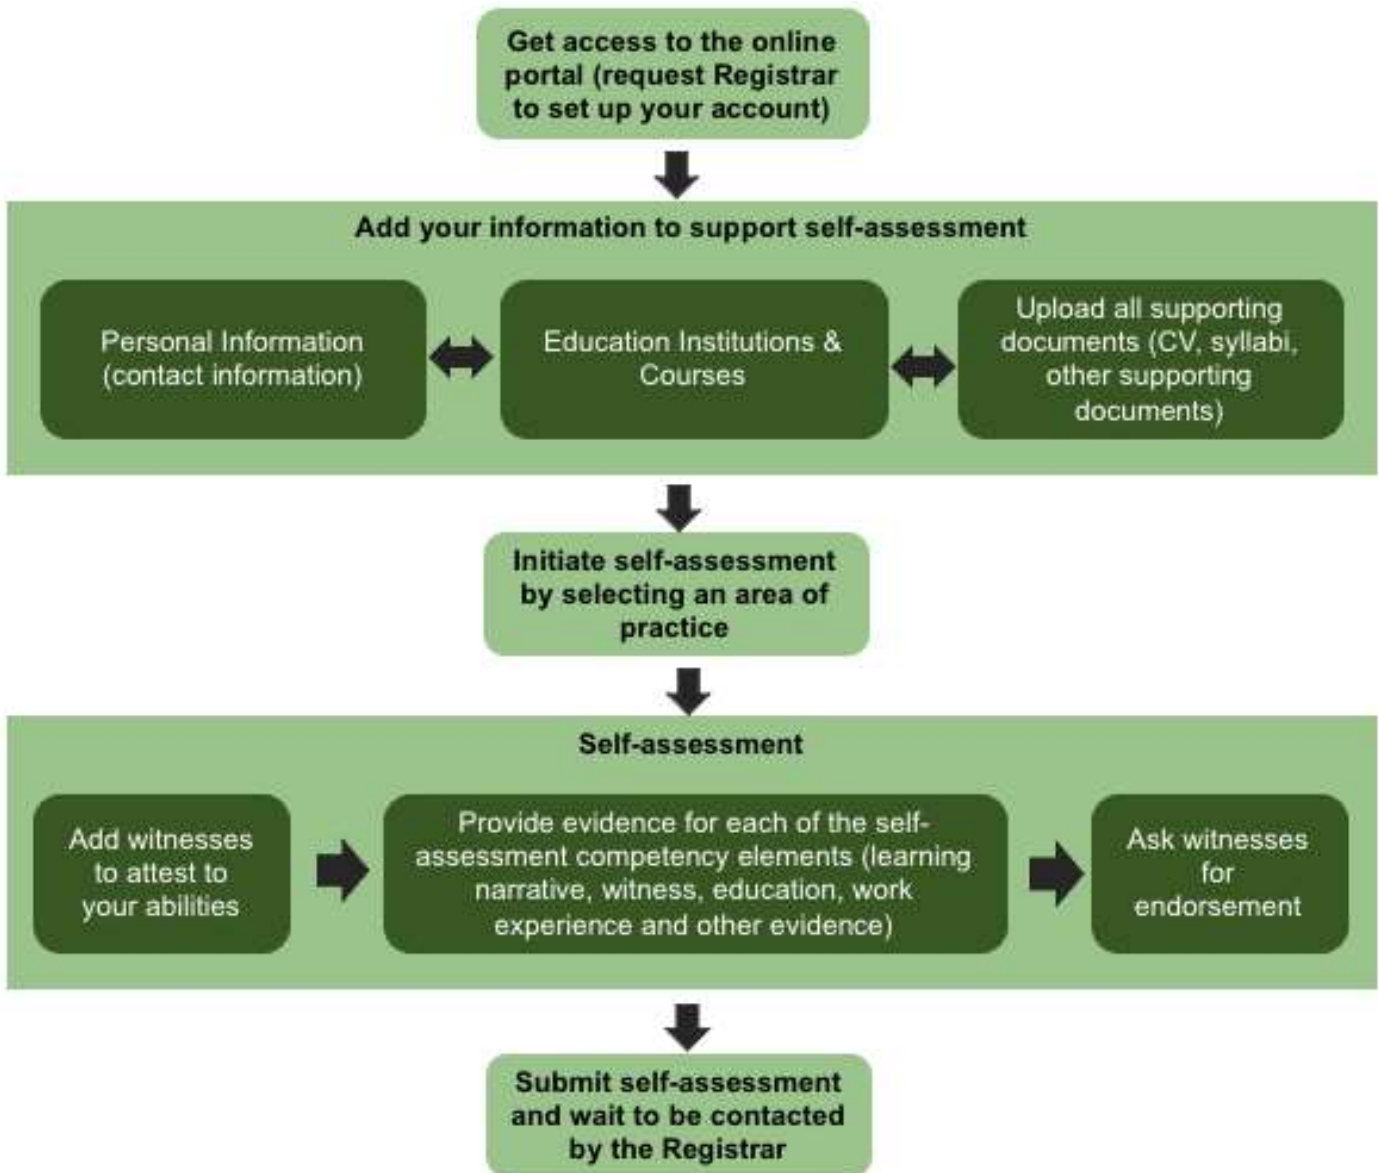 Get access to the online
portal (request Registrar
to set up your account)
Add your information to support self-assessment
Personal Information
(contact information)
Education Institutions &
Courses
Upload all supporting
documents (CV, syllabi,
other supporting
documents)
Initiate self-assessment
by selecting an area of
practice
Self-assessment
Add witnesses
to attest to
your abilities
Provide evidence for each of the self-
assessment competency elements (learning
narrative, witness, education, work
experience and other evidence)
Ask witnesses
for
endorsement
Submit self-assessment
and wait to be contacted
by the Registrar